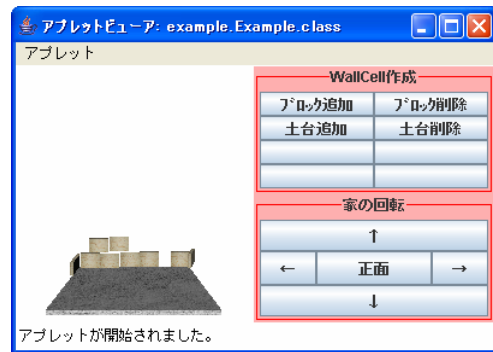 アプレットビューア: example.Example.class
アプレット
WallCell作成
ブロック追加 ブロック削除
土台追加 土台削除
家の回転
↑
← 正面 →
↓
アプレットが開始されました。